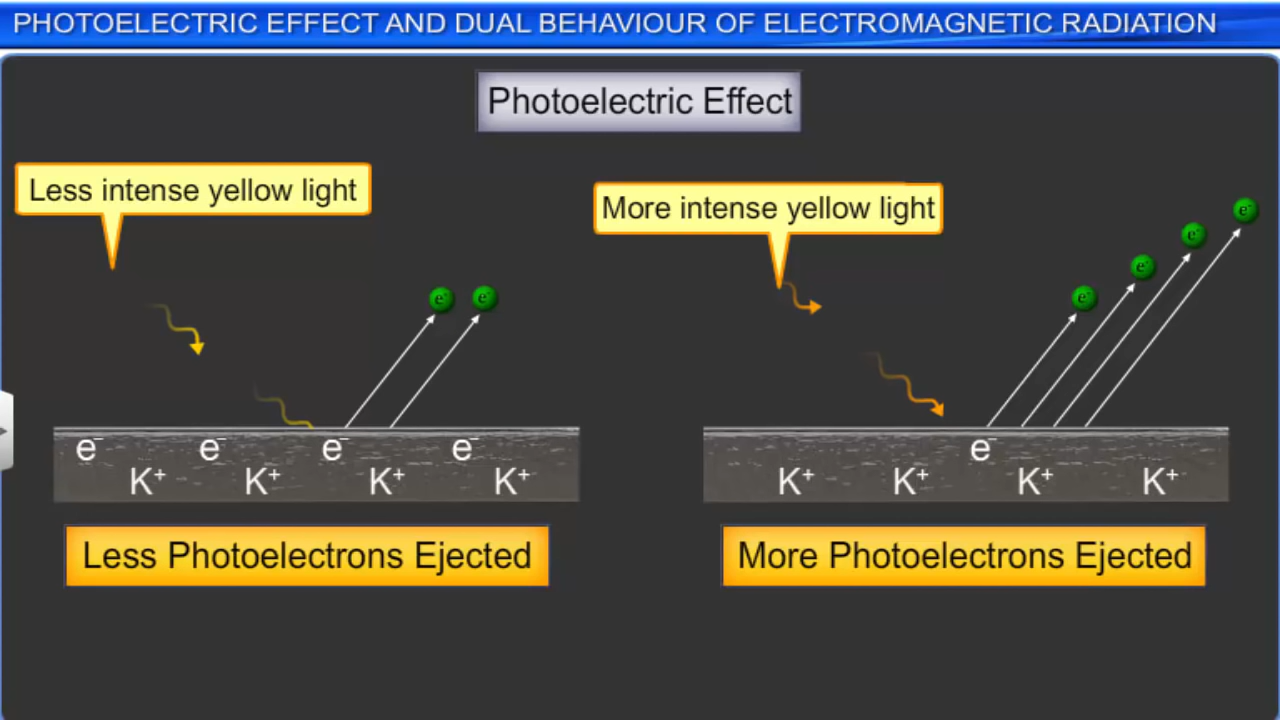 PHOTOELECTRIC EFFECT AND DUAL BEHAVIOUR OF ELECTROMAGNETIC RADIATION
Photoelectric Effect
Less intense yellow light
More intense yellow light
e⁻ e⁻
e⁻ e⁻ e⁻ e⁻
e⁻ e⁻ e⁻ e⁻
K⁺ K⁺ K⁺ K⁺
e⁻
K⁺ K⁺ K⁺ K⁺
Less Photoelectrons Ejected
More Photoelectrons Ejected